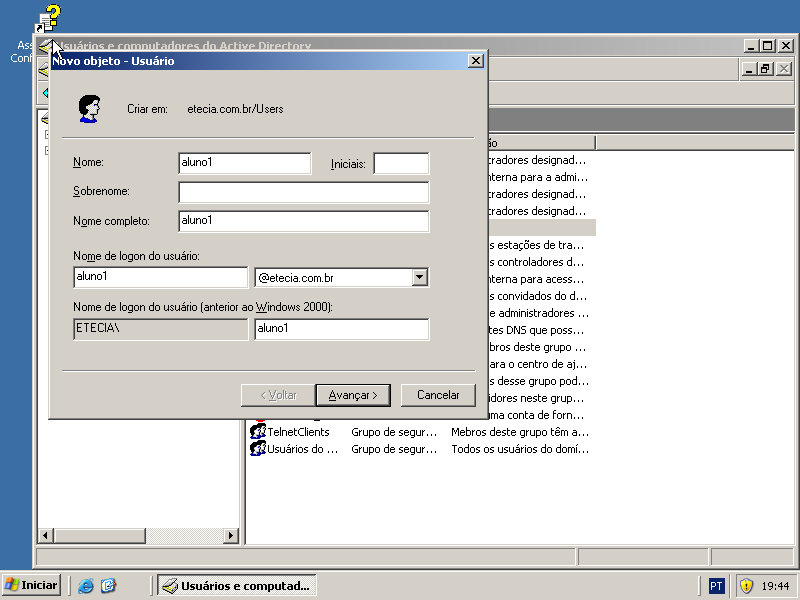 Ass
Conf
Usuários e computadores do Active Directory
Novo objeto - Usuário
Criar em: etecia.com.br/Users
Nome: aluno1 Iniciais:
Sobrenome:
Nome completo: aluno1
Nome de logon do usuário:
aluno1 @etecia.com.br
Nome de logon do usuário (anterior ao Windows 2000):
ETECIA\ aluno1
< Voltar Avançar > Cancelar
ão
tradores designad...
nterna para a admi...
tradores designad...
tradores designad...
s estações de tra...
s controladores d...
nterna para acess...
s convidados do d...
e administradores ...
tes DNS que poss...
bros deste grupo ...
ara o centro de aj...
s desse grupo pod...
idores neste grup...
uma conta de forn...
TelnetClients Grupo de segur... Mebros deste grupo têm a...
Usuários do ... Grupo de segur... Todos os usuários do domí...
Iniciar Usuários e computad... PT 19:44